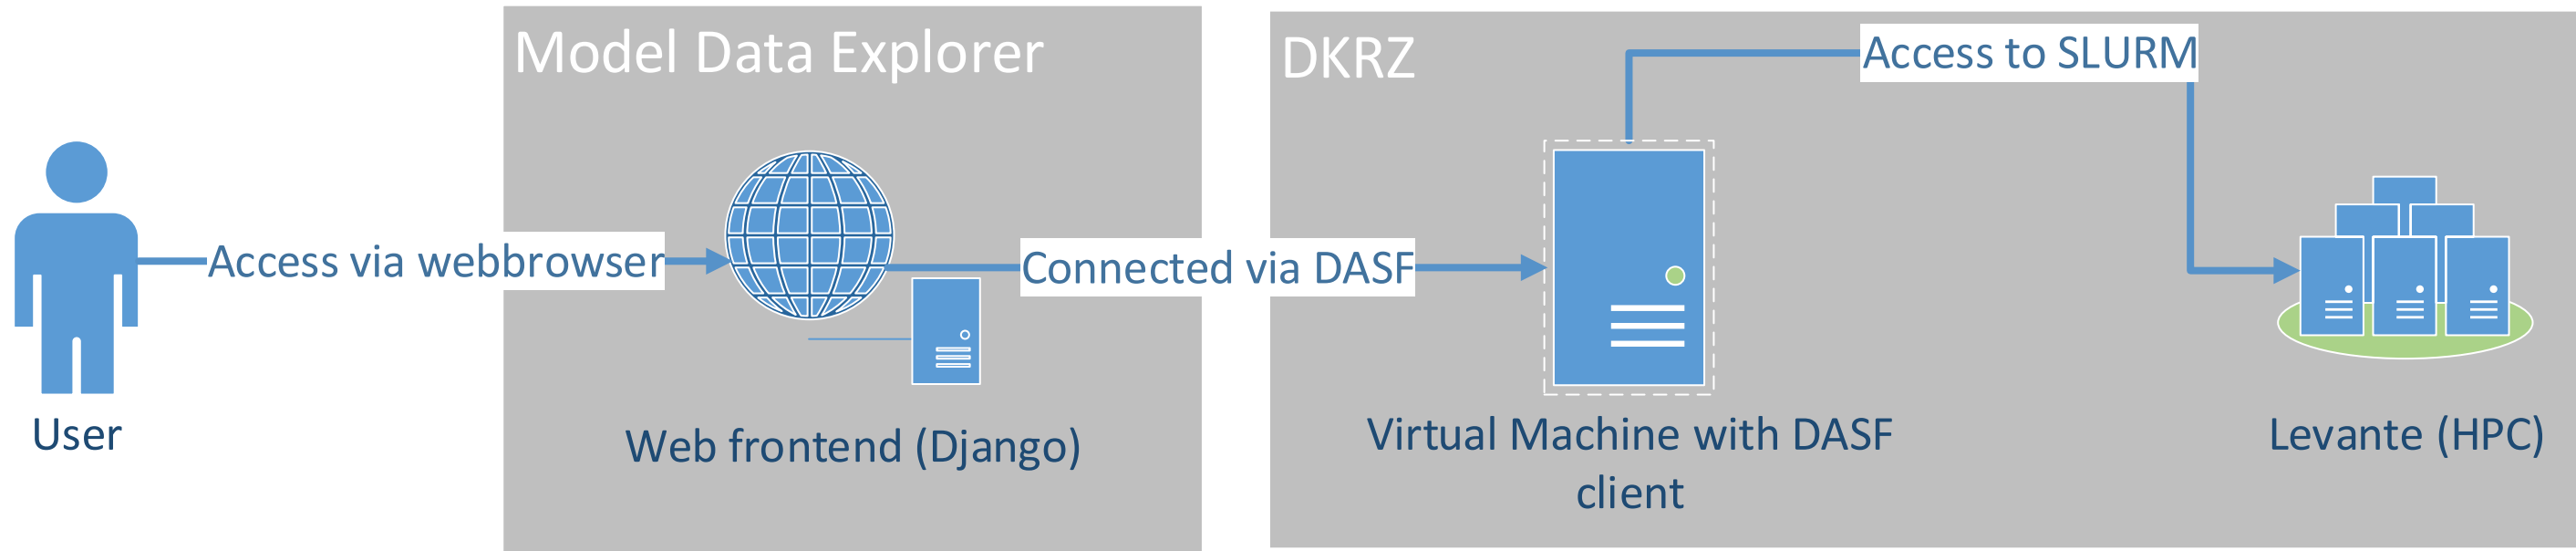 Model Data Explorer
DKRZ
Access to SLURM
Access via webbrowser
Connected via DASF
User
Web frontend (Django)
Virtual Machine with DASF
client
Levante (HPC)